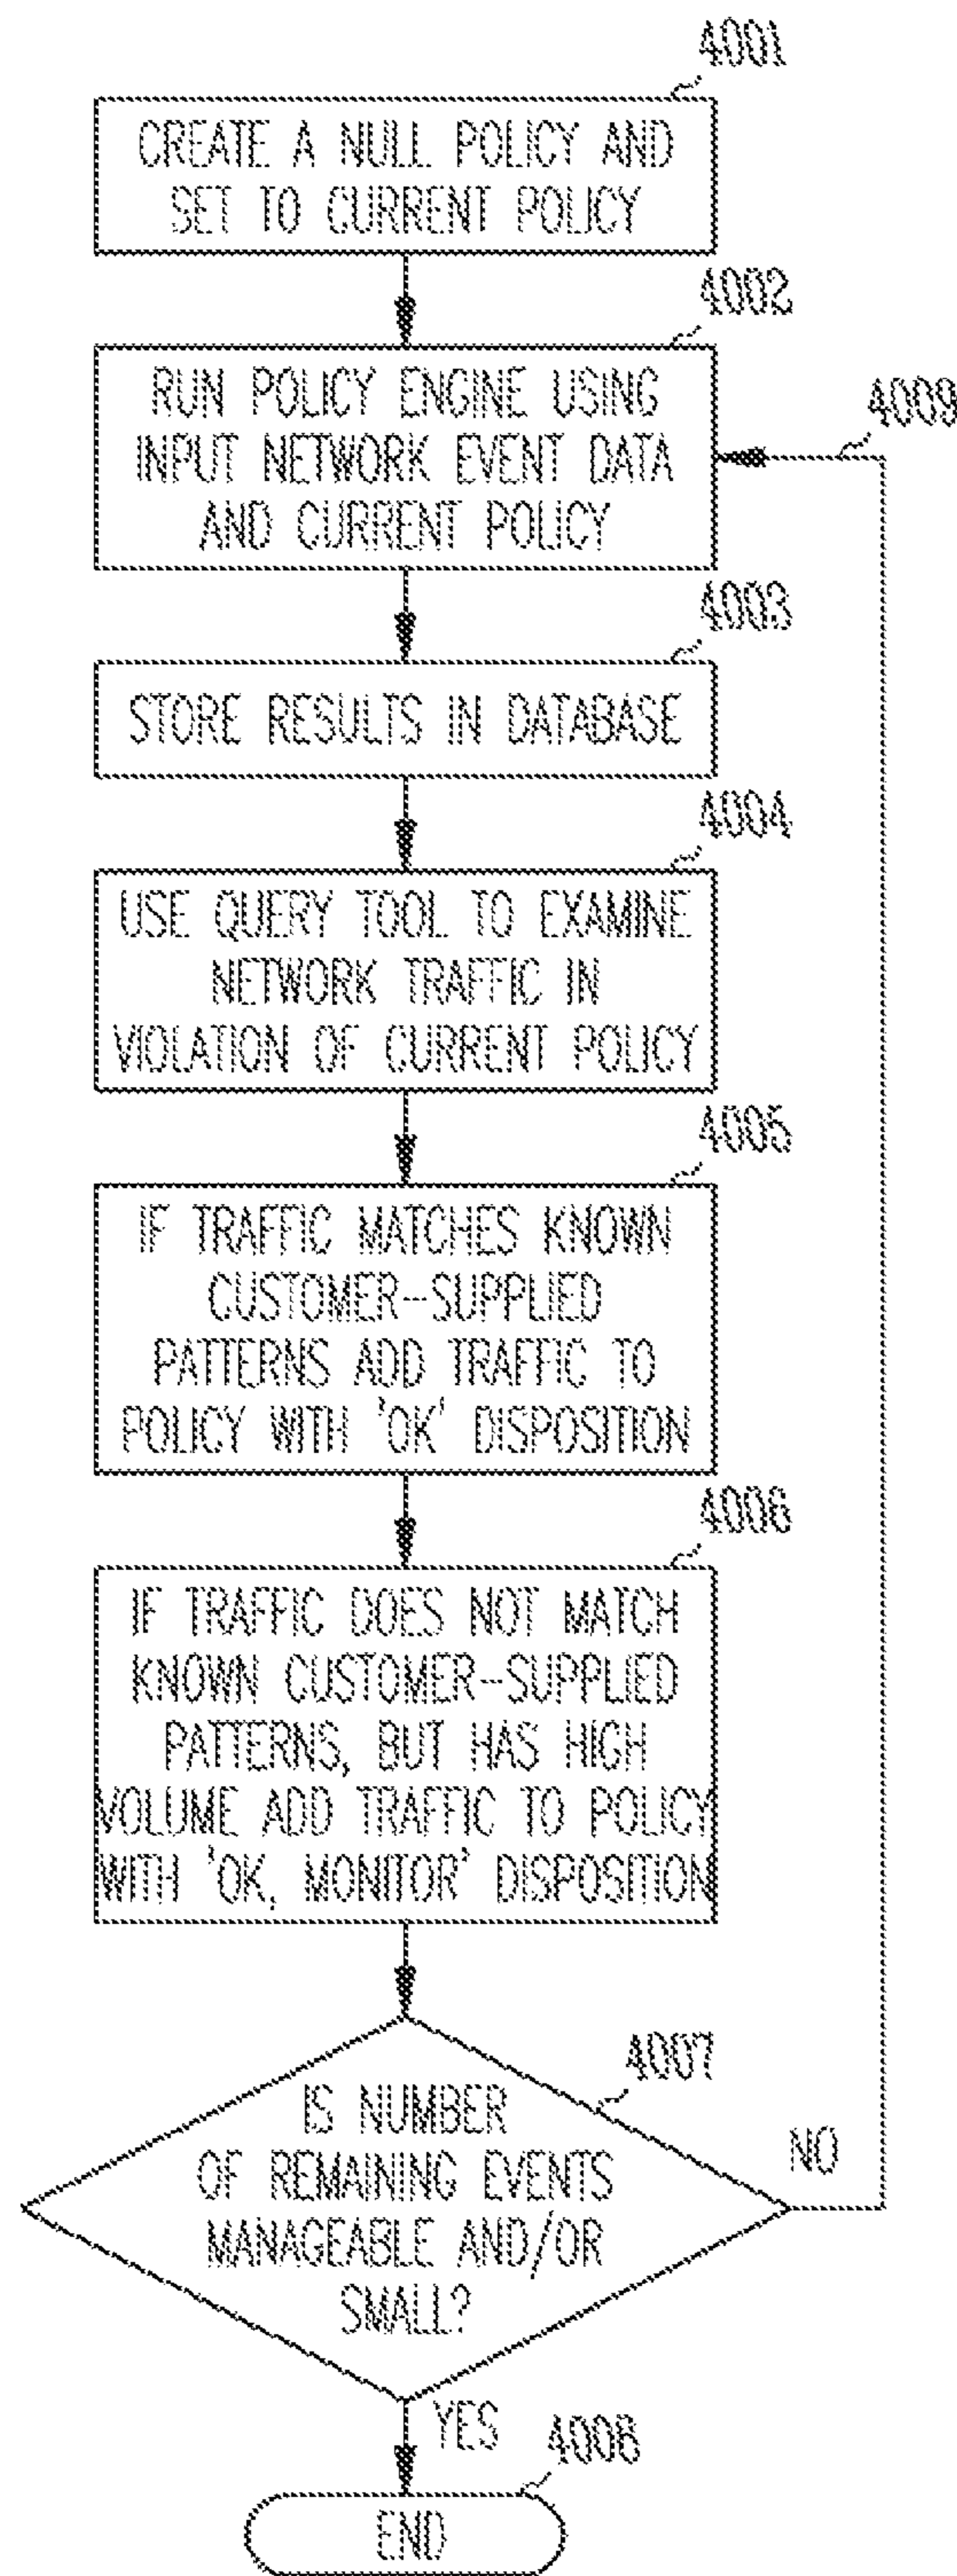 4001
CREATE A NULL POLICY AND
SET TO CURRENT POLICY
4002
RUN POLICY ENGINE USING
INPUT NETWORK EVENT DATA
AND CURRENT POLICY
4009
4003
STORE RESULTS IN DATABASE
4004
USE QUERY TOOL TO EXAMINE
NETWORK TRAFFIC IN
VIOLATION OF CURRENT POLICY
4005
IF TRAFFIC MATCHES KNOWN
CUSTOMER--SUPPLIED
PATTERNS ADD TRAFFIC TO
POLICY WITH 'OK' DISPOSITION
4006
IF TRAFFIC DOES NOT MATCH
KNOWN CUSTOMER--SUPPLIED
PATTERNS, BUT HAS HIGH
VOLUME ADD TRAFFIC TO POLICY
WITH 'OK, MONITOR' DISPOSITION
4007
IS NUMBER
OF REMAINING EVENTS
MANAGEABLE AND/OR
SMALL?
NO
YES
4008
END